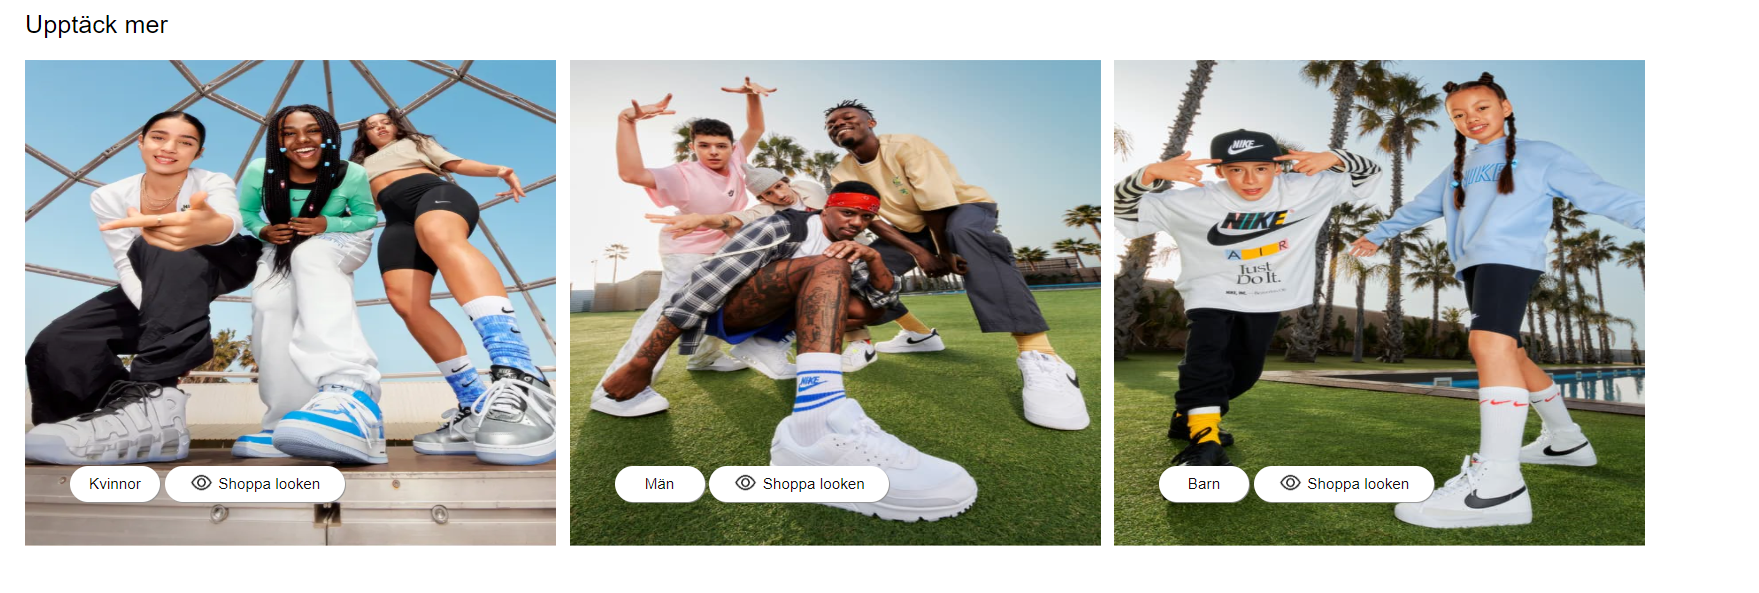 Upptäck mer
Kvinnor
Shoppa looken
NIKE
Män
Shoppa looken
NIKE
NIKE
AIR
Just
Do It.
NIKE
Barn
Shoppa looken